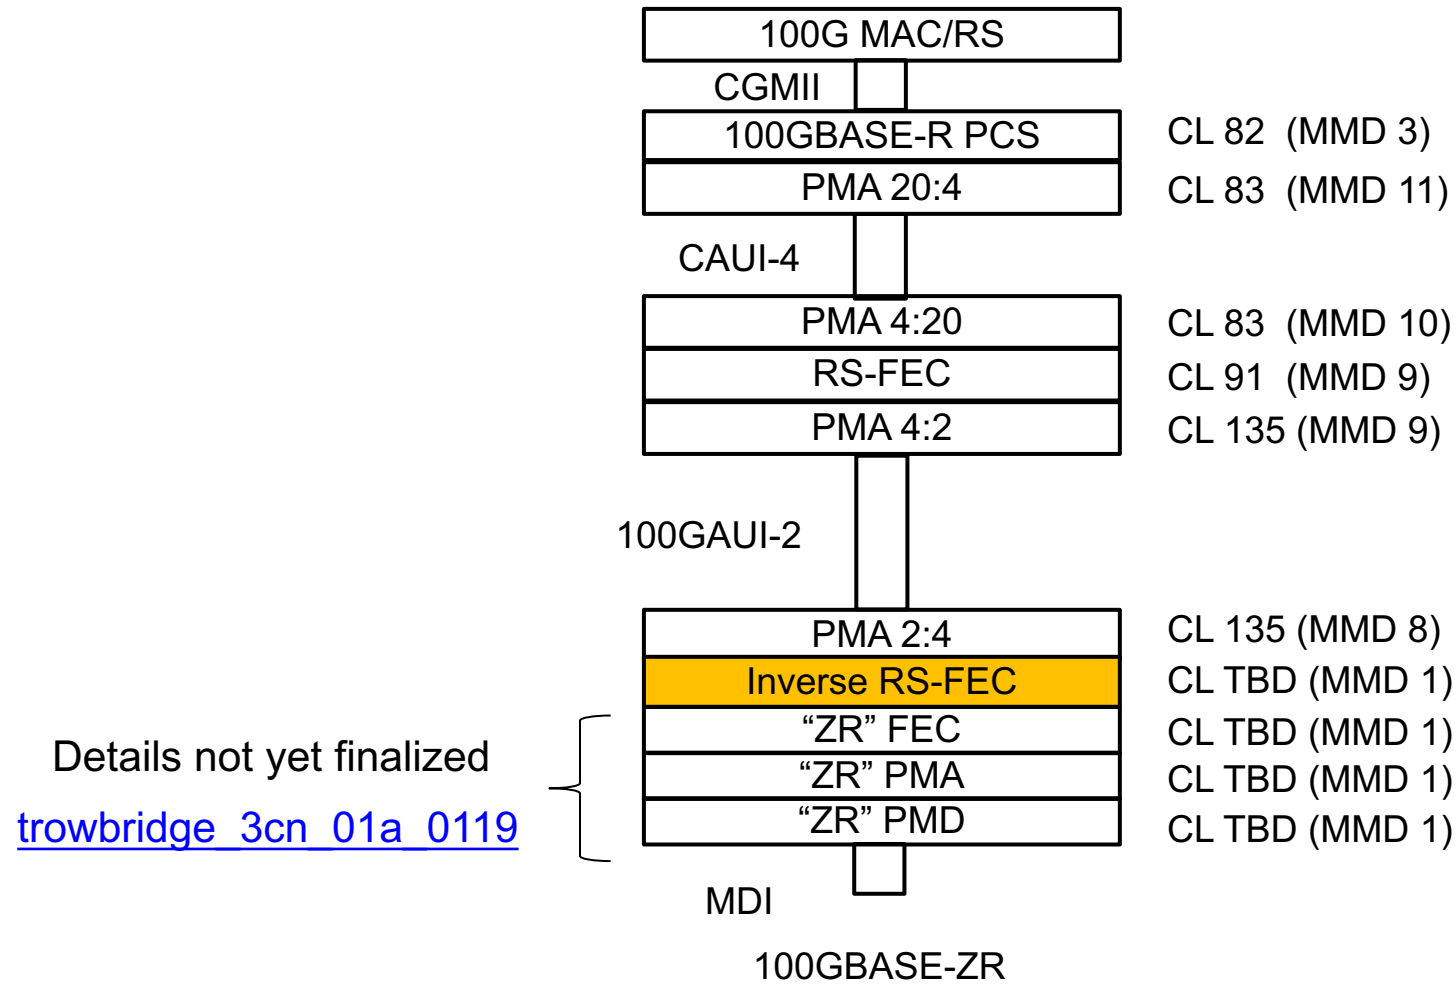 100G MAC/RS
CGMII
100GBASE-R PCS CL 82 (MMD 3)
PMA 20:4 CL 83 (MMD 11)
CAUI-4
PMA 4:20 CL 83 (MMD 10)
RS-FEC CL 91 (MMD 9)
PMA 4:2 CL 135 (MMD 9)
100GAUI-2
PMA 2:4 CL 135 (MMD 8)
Inverse RS-FEC CL TBD (MMD 1)
“ZR” FEC CL TBD (MMD 1)
Details not yet finalized
“ZR” PMA CL TBD (MMD 1)
trowbridge_3cn_01a_0119
“ZR” PMD CL TBD (MMD 1)
MDI
100GBASE-ZR